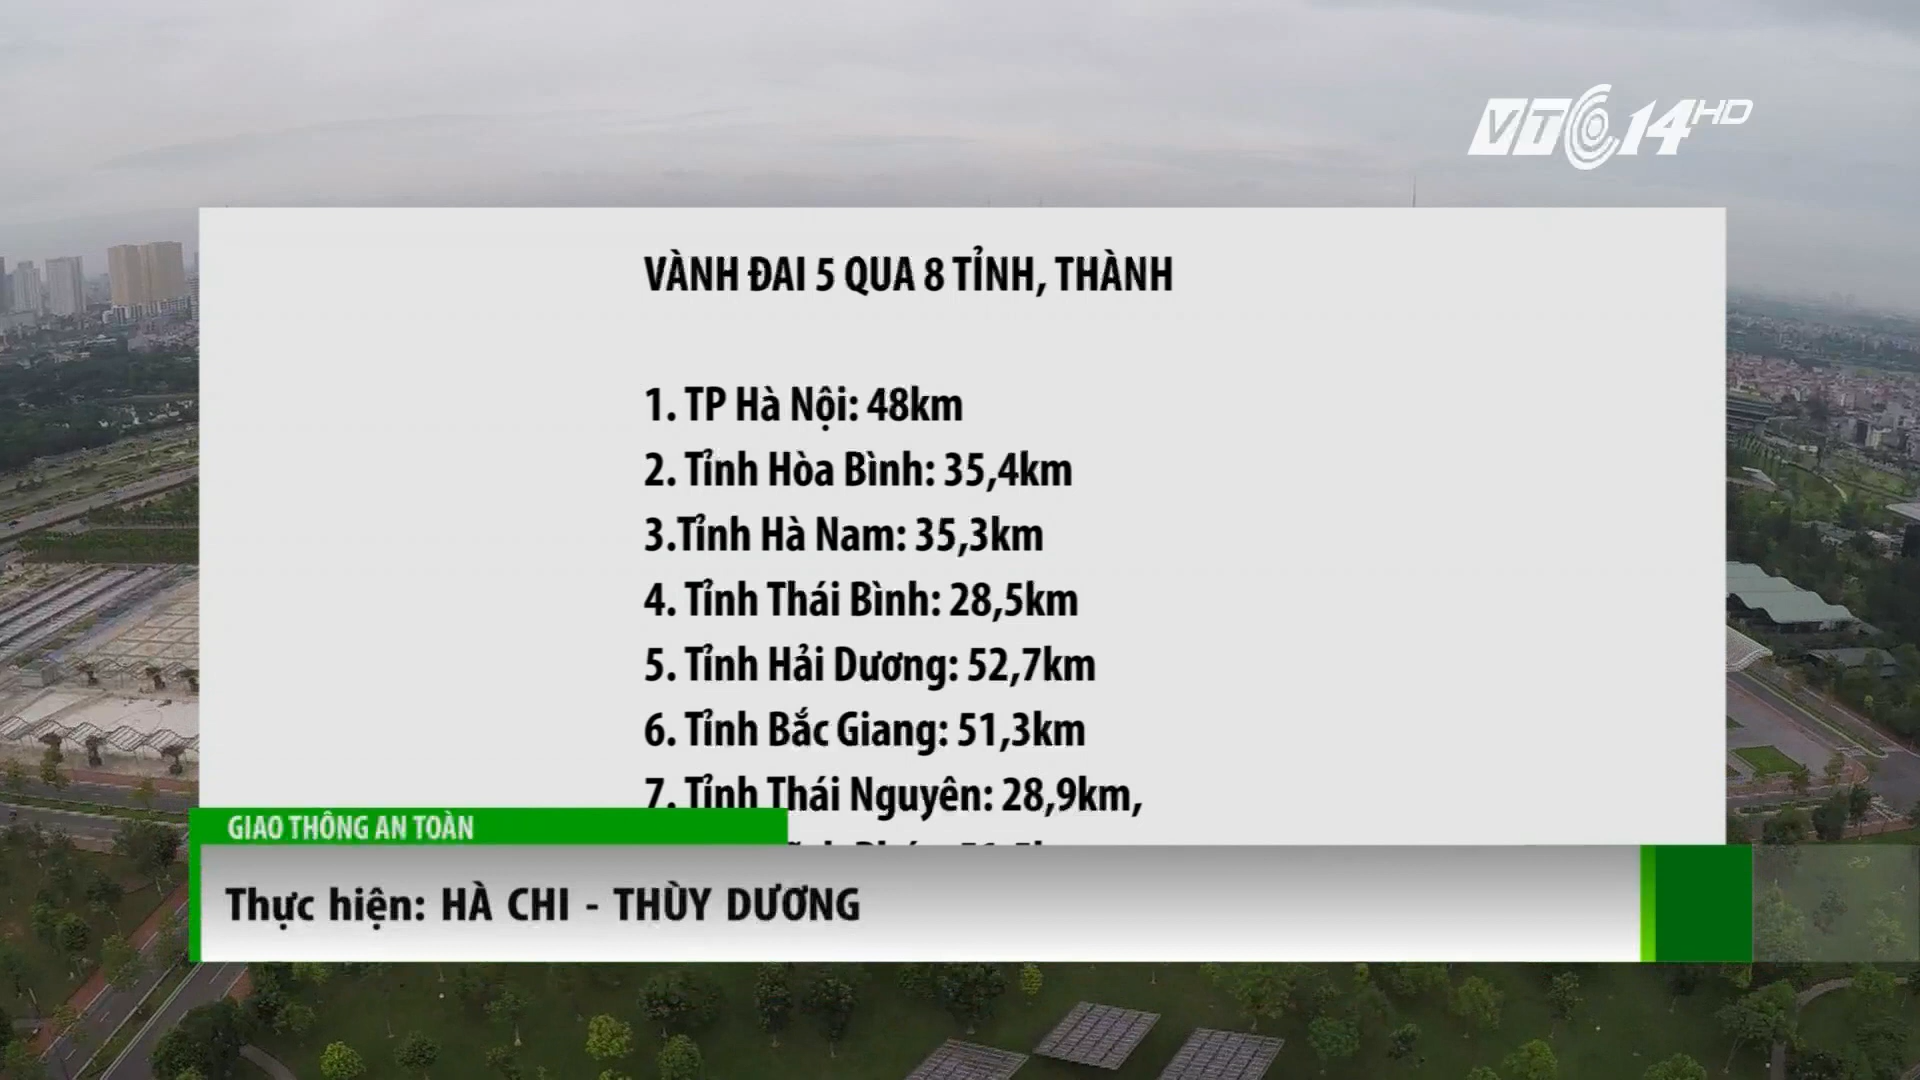 VTC14 HD
VÀNH ĐAI 5 QUA 8 TỈNH, THÀNH
1. TP Hà Nội: 48km
2. Tỉnh Hòa Bình: 35,4km
3.Tỉnh Hà Nam: 35,3km
4. Tỉnh Thái Bình: 28,5km
5. Tỉnh Hải Dương: 52,7km
6. Tỉnh Bắc Giang: 51,3km
7. Tỉnh Thái Nguyên: 28,9km,
GIAO THÔNG AN TOÀN
Thực hiện: HÀ CHI - THÙY DƯƠNG